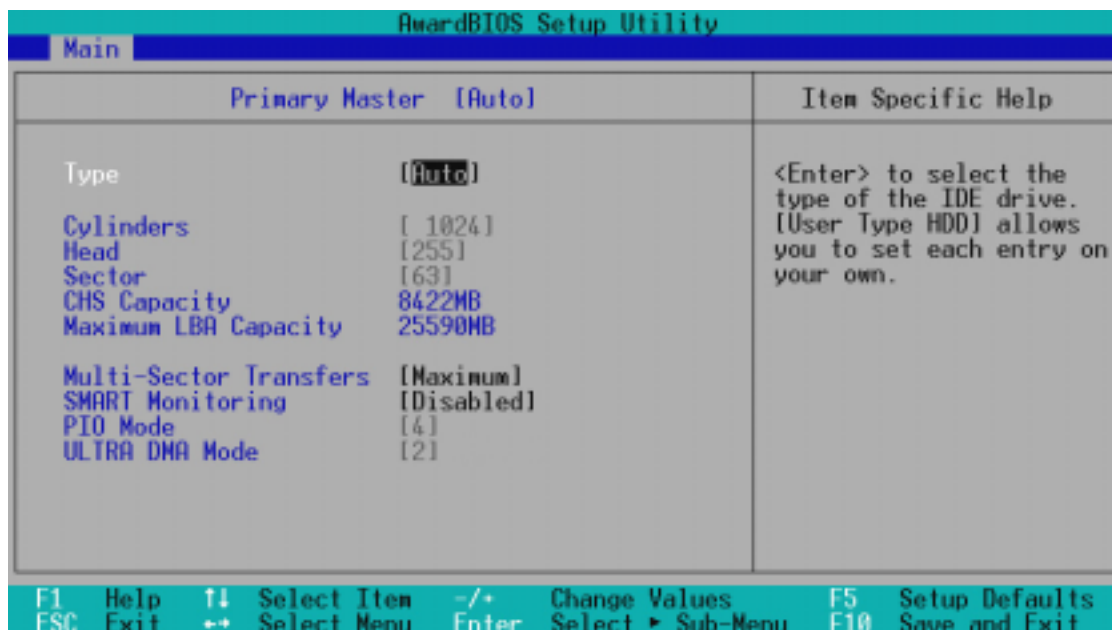 AwardBIOS Setup Utility
Main
Primary Master [Auto]
Item Specific Help
Type [Auto]
Cylinders [ 1024]
Head [255]
Sector [63]
CHS Capacity 8422MB
Maximum LBA Capacity 25590MB
Multi-Sector Transfers [Maximum]
SMART Monitoring [Disabled]
PIO Mode [4]
ULTRA DMA Mode [2]
<Enter> to select the
type of the IDE drive.
[User Type HDD] allows
you to set each entry on
your own.
F1 Help ↑↓ Select Item -/+ Change Values F5 Setup Defaults
ESC Exit ←→ Select Menu Enter Select ► Sub-Menu F10 Save and Exit